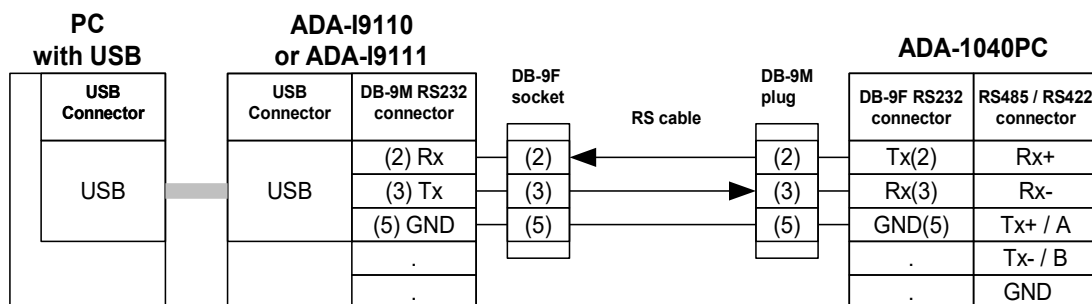 PC
with USB
ADA-I9110
or ADA-I9111
ADA-1040PC
USB
Connector
USB
Connector
DB-9M RS232
connector
DB-9F
socket
RS cable
DB-9M
plug
DB-9F RS232
connector
RS485 / RS422
connector
USB
USB
(2) Rx
(2)
(2)
Tx(2)
Rx+
(3) Tx
(3)
(3)
Rx(3)
Rx-
(5) GND
(5)
(5)
GND(5)
Tx+ / A
.
.
Tx- / B
.
.
GND